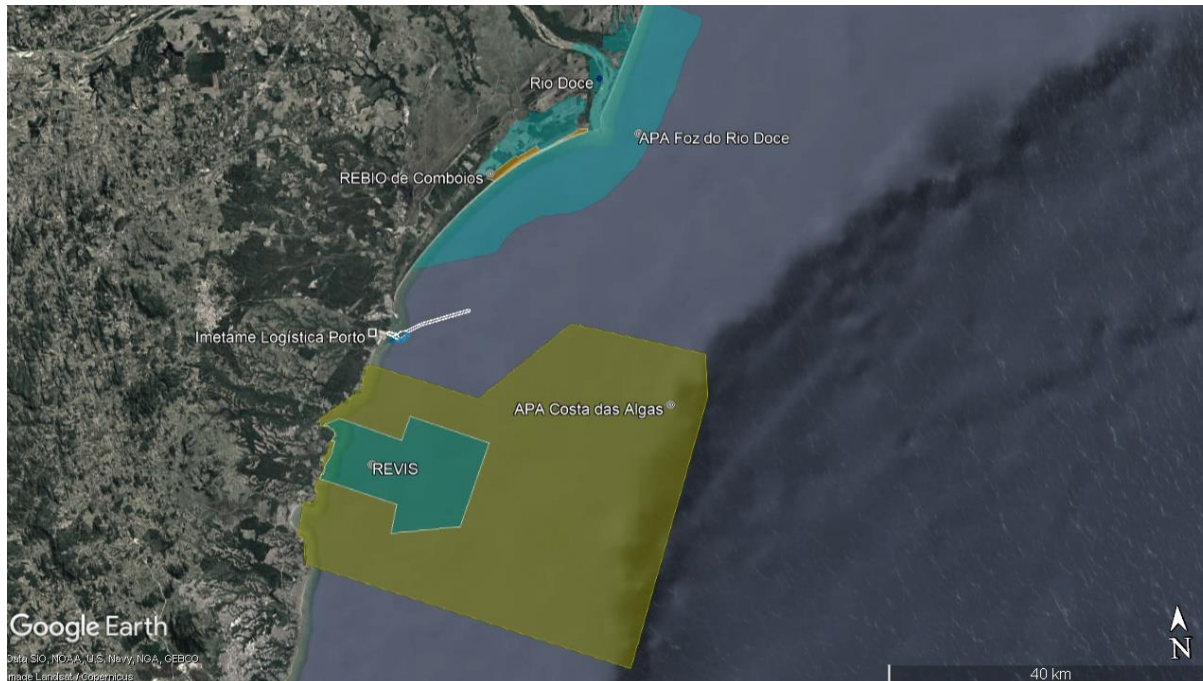 Rio Doce
APA Foz do Rio Doce
REBIO de Comboios
Imetame Logística Porto
APA Costa das Algas
REVIS
Google Earth
Data SIO, NOAA, U.S. Navy, NGA, GEBCO
Image Landsat / Copernicus
N
40 km